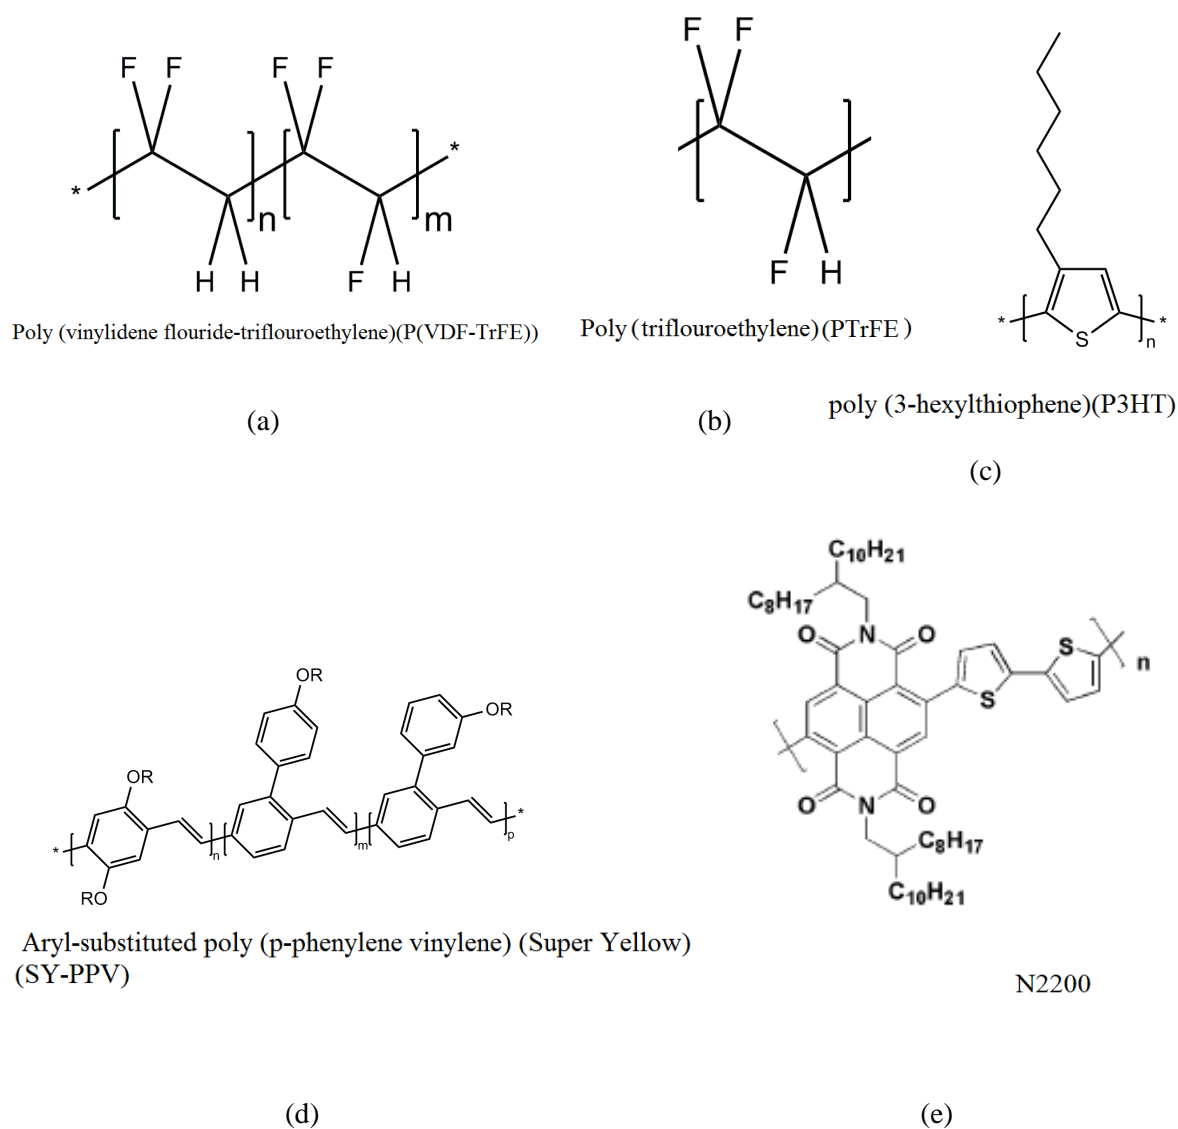 F F F F
* [ ]n [ ]m *
H H F H
Poly (vinylidene flouride-triflouroethylene)(P(VDF-TrFE))
(a)
F F
F H
Poly (triflouroethylene) (PTrFE )
(b)
* S n *
poly (3-hexylthiophene)(P3HT)
(c)
OR
OR
OR
* n m p *
RO
Aryl-substituted poly (p-phenylene vinylene) (Super Yellow)
(SY-PPV)
(d)
C10H21
C8H17
O N O
S
S n
O N O
C8H17
C10H21
N2200
(e)